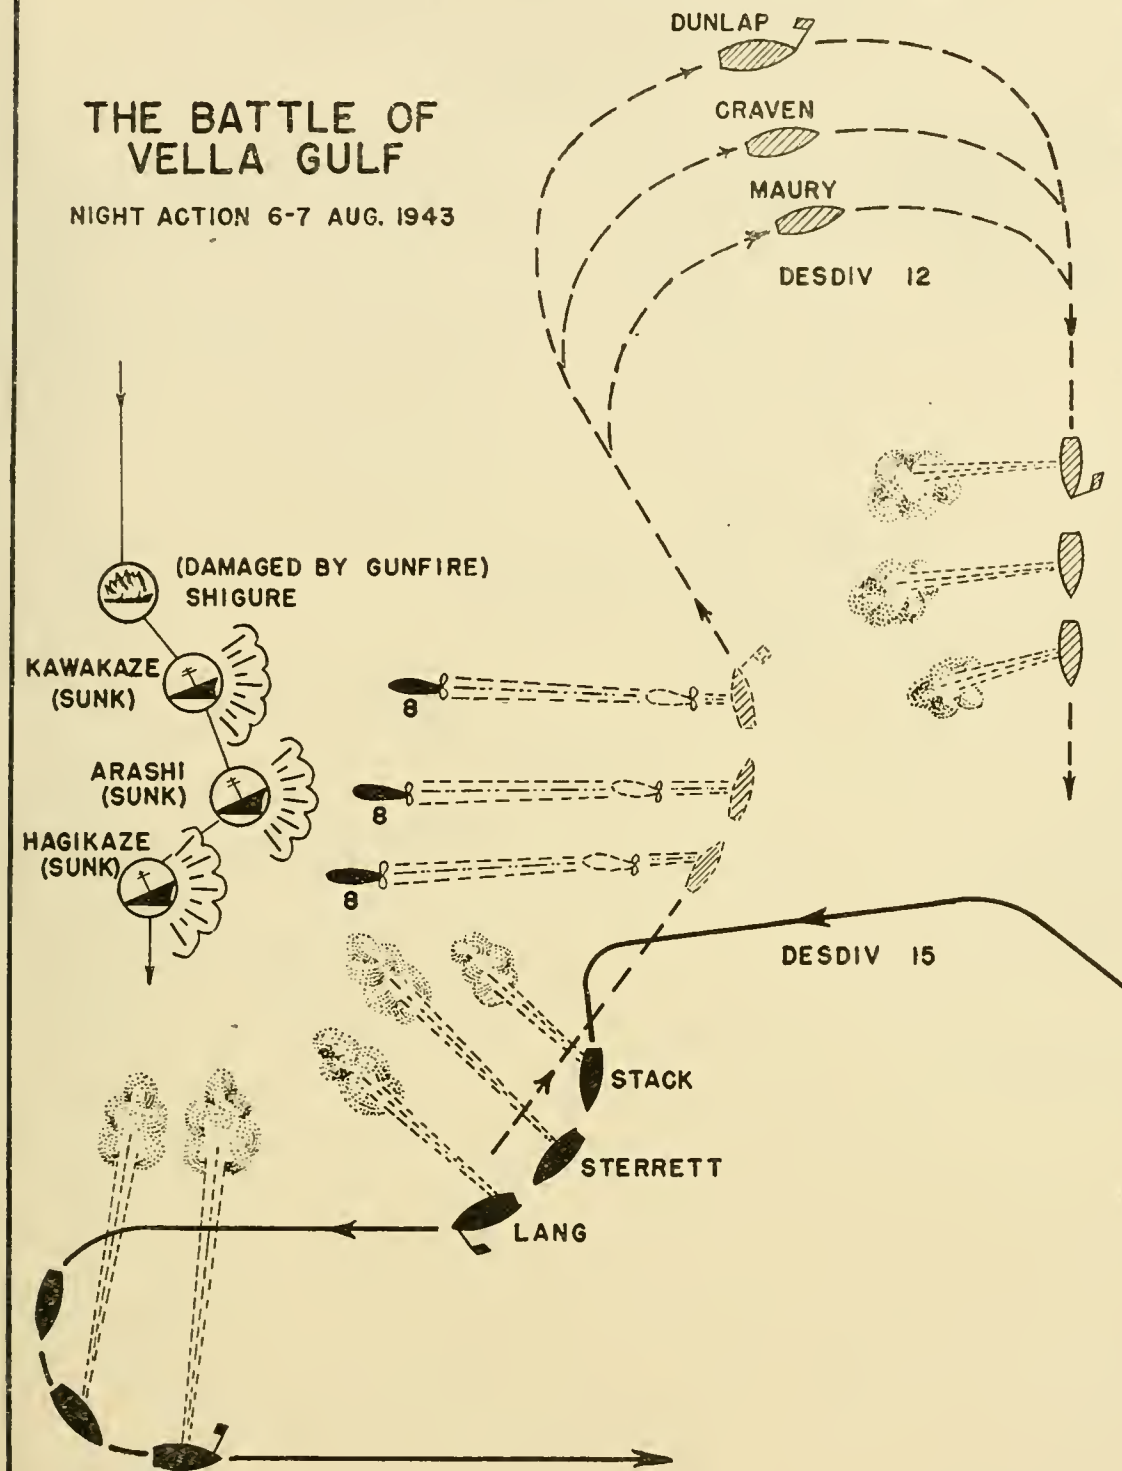 THE BATTLE OF
VELLA GULF
NIGHT ACTION 6-7 AUG. 1943
DUNLAP
CRAVEN
MAURY
DESDIV 12
(DAMAGED BY GUNFIRE)
SHIGURE
KAWAKAZE
(SUNK)
8
ARASHI
(SUNK)
8
HAGIKAZE
(SUNK)
8
DESDIV 15
STACK
STERRETT
LANG